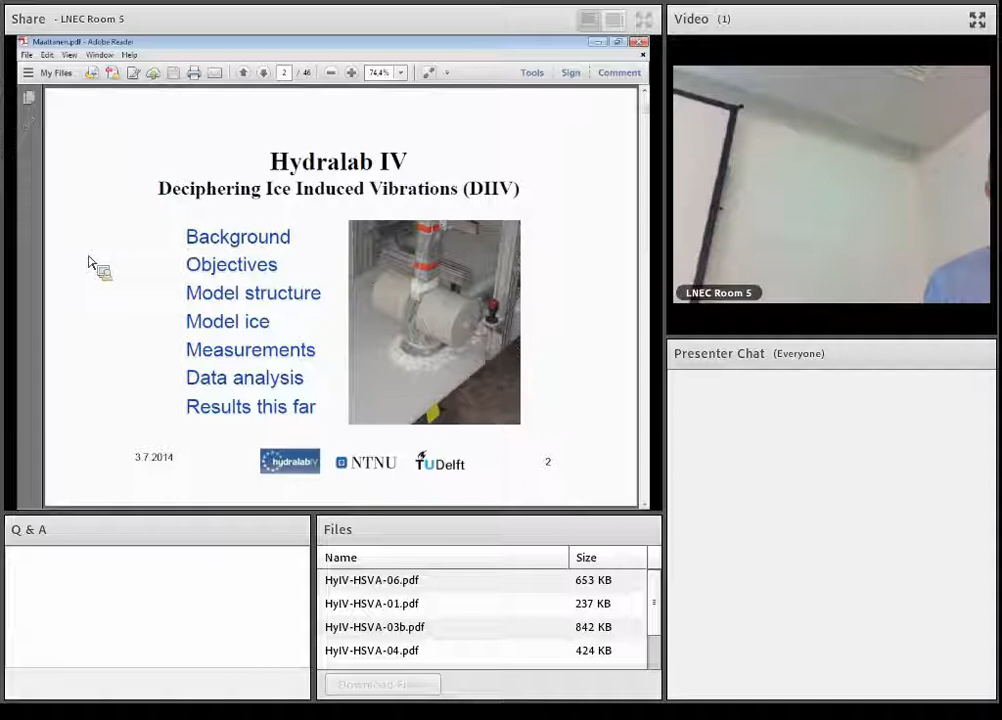 Share - LNEC Room 5
Maattanen.pdf - Adobe Reader
File Edit View Window Help
My Files
2 / 46
74,4%
Tools Sign Comment
Hydralab IV
Deciphering Ice Induced Vibrations (DIIV)
Background
Objectives
Model structure
Model ice
Measurements
Data analysis
Results this far
3.7.2014
hydralabIV
NTNU
TUDelft
2
Video (1)
LNEC Room 5
Presenter Chat (Everyone)
Q & A
Files
Name Size
HyIV-HSVA-06.pdf 653 KB
HyIV-HSVA-01.pdf 237 KB
HyIV-HSVA-03b.pdf 842 KB
HyIV-HSVA-04.pdf 424 KB
Download File